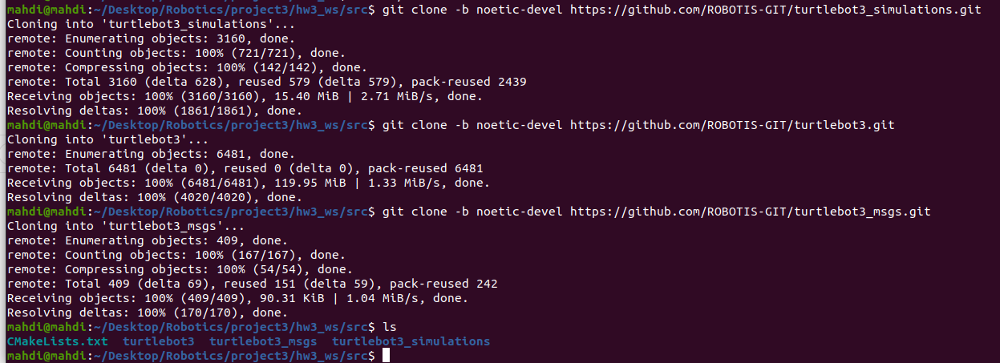 mahdi@mahdi:~/Desktop/Robotics/project3/hw3_ws/src$ git clone -b noetic-devel https://github.com/ROBOTIS-GIT/turtlebot3_simulations.git
Cloning into 'turtlebot3_simulations'...
remote: Enumerating objects: 3160, done.
remote: Counting objects: 100% (721/721), done.
remote: Compressing objects: 100% (142/142), done.
remote: Total 3160 (delta 628), reused 579 (delta 579), pack-reused 2439
Receiving objects: 100% (3160/3160), 15.40 MiB | 2.71 MiB/s, done.
Resolving deltas: 100% (1861/1861), done.
mahdi@mahdi:~/Desktop/Robotics/project3/hw3_ws/src$ git clone -b noetic-devel https://github.com/ROBOTIS-GIT/turtlebot3.git
Cloning into 'turtlebot3'...
remote: Enumerating objects: 6481, done.
remote: Total 6481 (delta 0), reused 0 (delta 0), pack-reused 6481
Receiving objects: 100% (6481/6481), 119.95 MiB | 1.33 MiB/s, done.
Resolving deltas: 100% (4020/4020), done.
mahdi@mahdi:~/Desktop/Robotics/project3/hw3_ws/src$ git clone -b noetic-devel https://github.com/ROBOTIS-GIT/turtlebot3_msgs.git
Cloning into 'turtlebot3_msgs'...
remote: Enumerating objects: 409, done.
remote: Counting objects: 100% (167/167), done.
remote: Compressing objects: 100% (54/54), done.
remote: Total 409 (delta 69), reused 151 (delta 59), pack-reused 242
Receiving objects: 100% (409/409), 90.31 KiB | 1.04 MiB/s, done.
Resolving deltas: 100% (170/170), done.
mahdi@mahdi:~/Desktop/Robotics/project3/hw3_ws/src$ ls
CMakeLists.txt  turtlebot3  turtlebot3_msgs  turtlebot3_simulations
mahdi@mahdi:~/Desktop/Robotics/project3/hw3_ws/src$